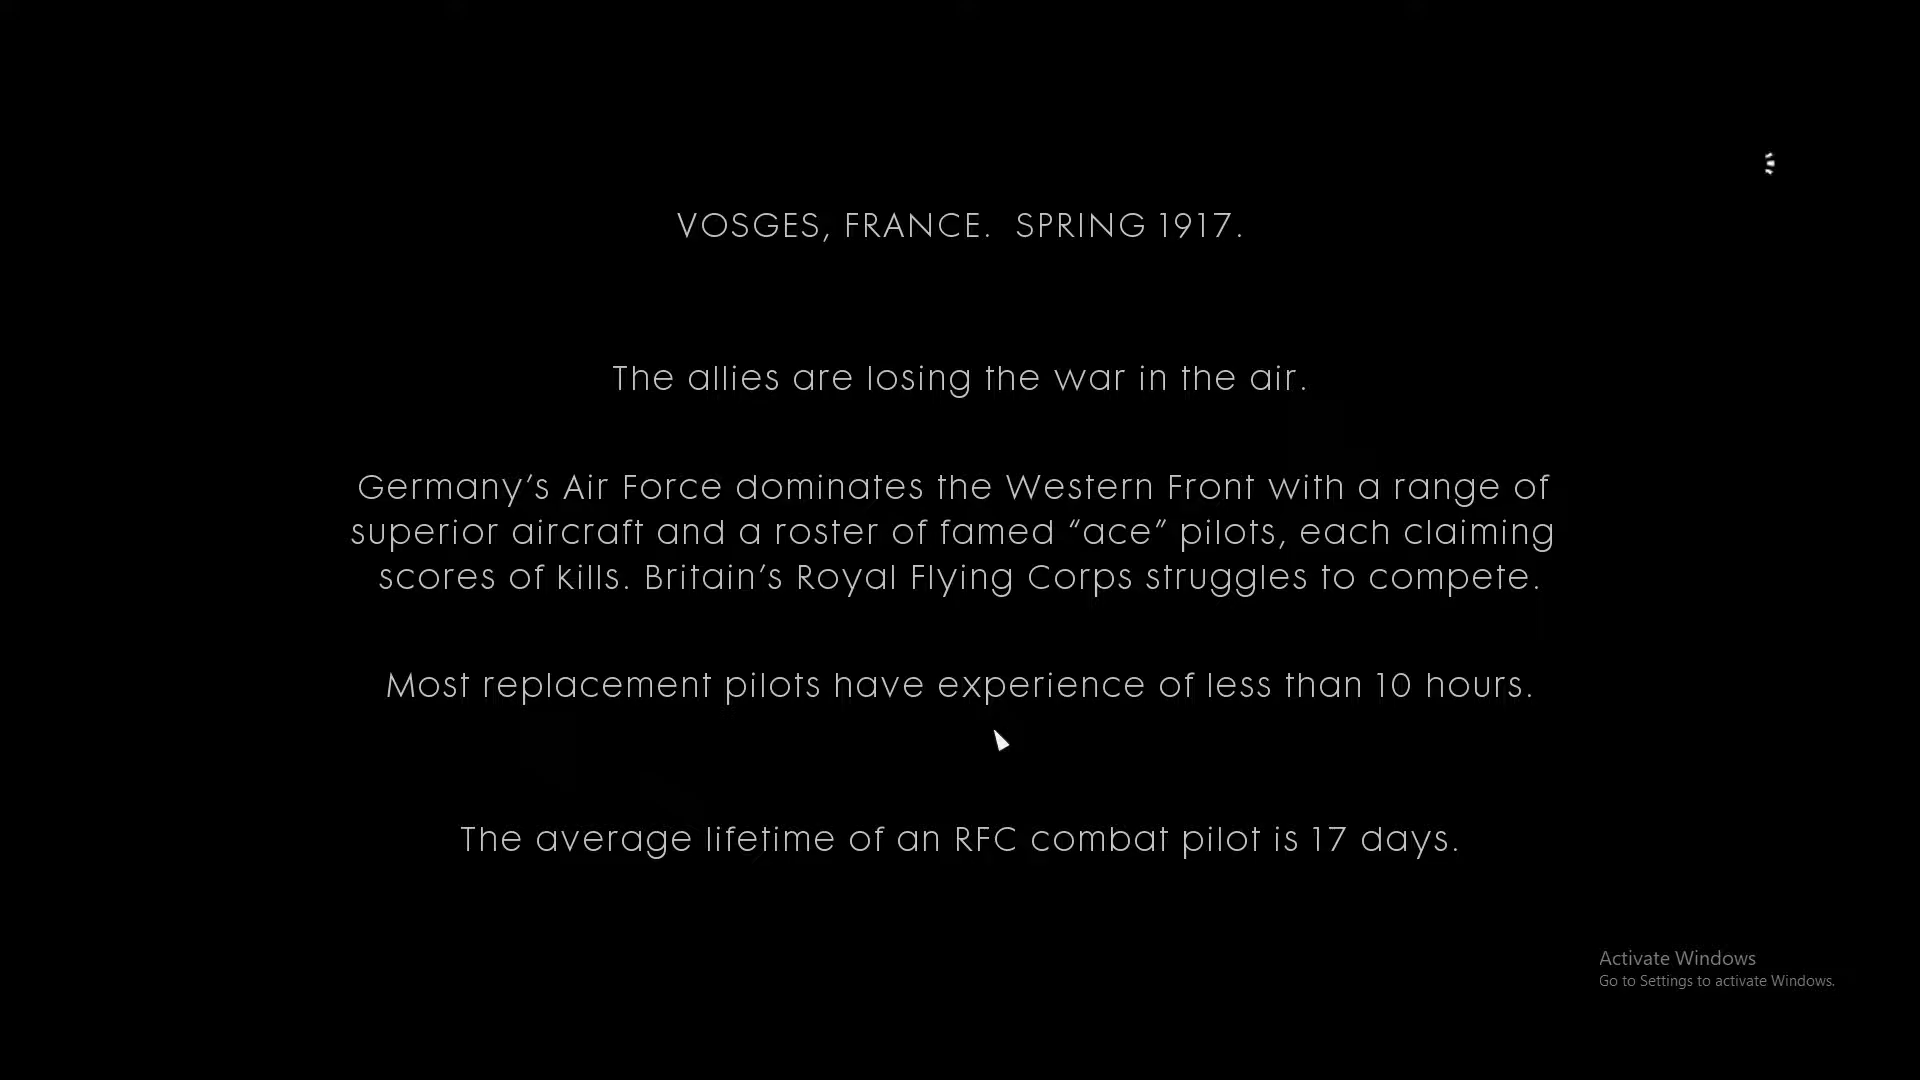 VOSGES, FRANCE.  SPRING 1917.
The allies are losing the war in the air.
Germany’s Air Force dominates the Western Front with a range of
superior aircraft and a roster of famed “ace” pilots, each claiming
scores of kills. Britain’s Royal Flying Corps struggles to compete.
Most replacement pilots have experience of less than 10 hours.
The average lifetime of an RFC combat pilot is 17 days.
Activate Windows
Go to Settings to activate Windows.